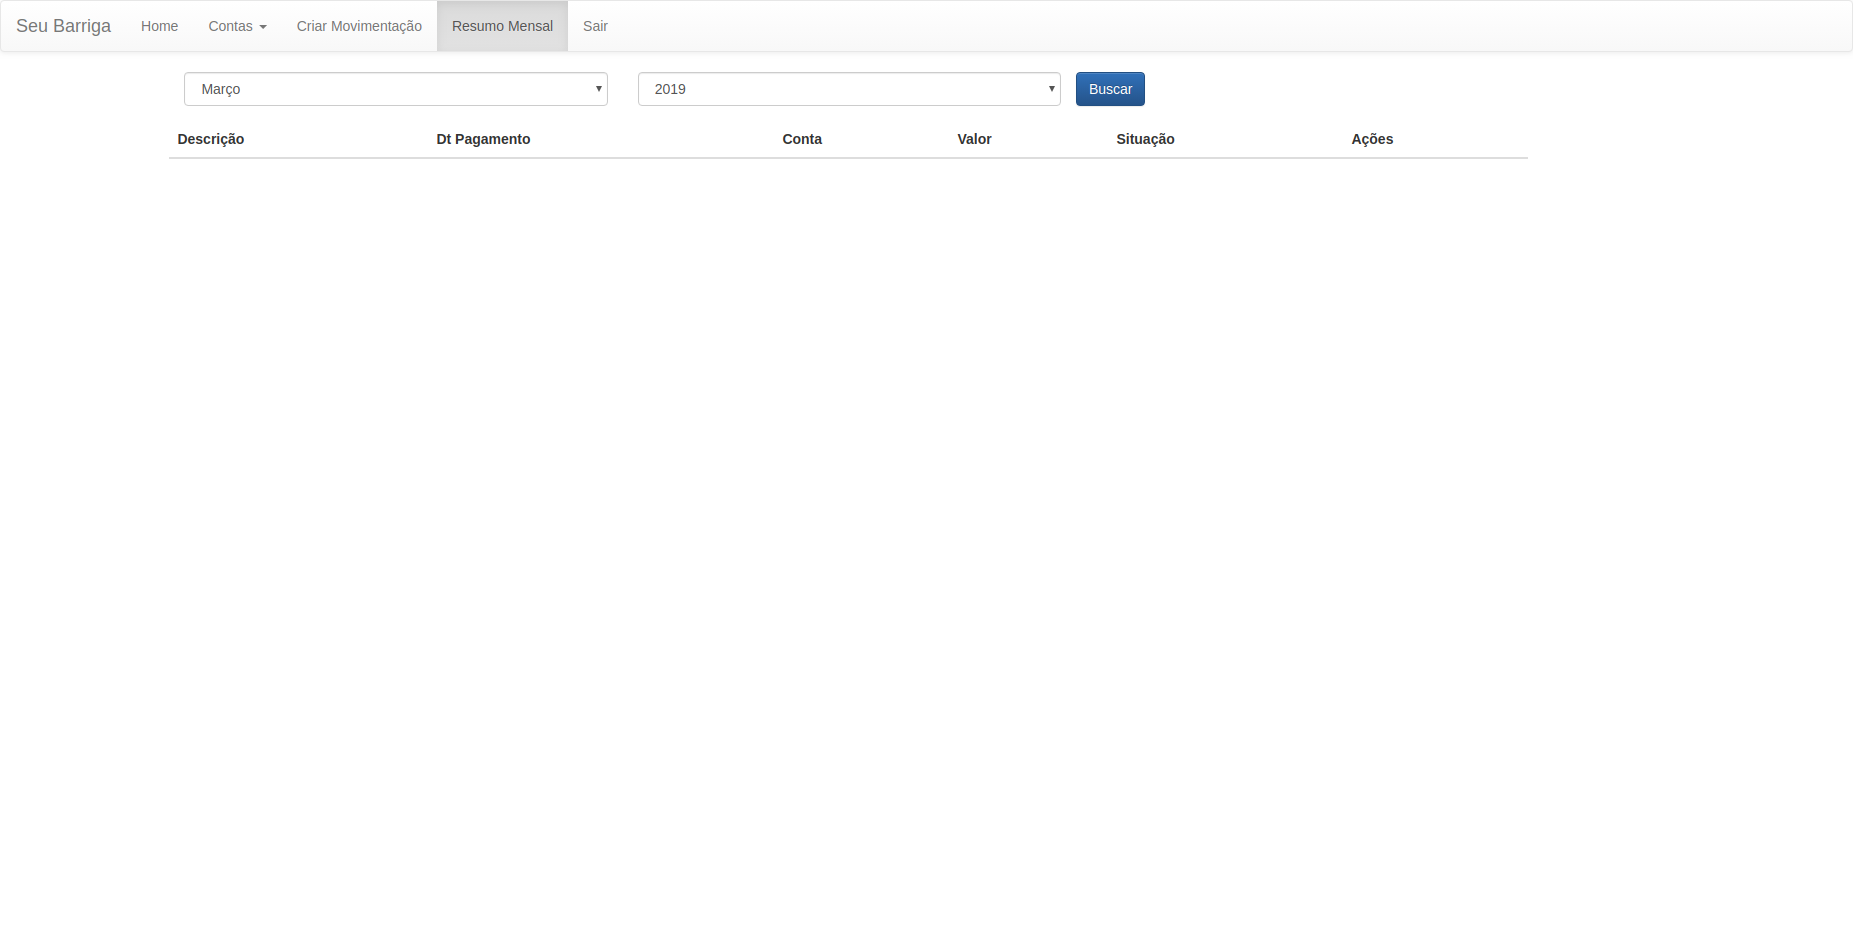 Seu Barriga Home Contas Criar Movimentação Resumo Mensal Sair
Março 2019 Buscar
Descrição Dt Pagamento Conta Valor Situação Ações